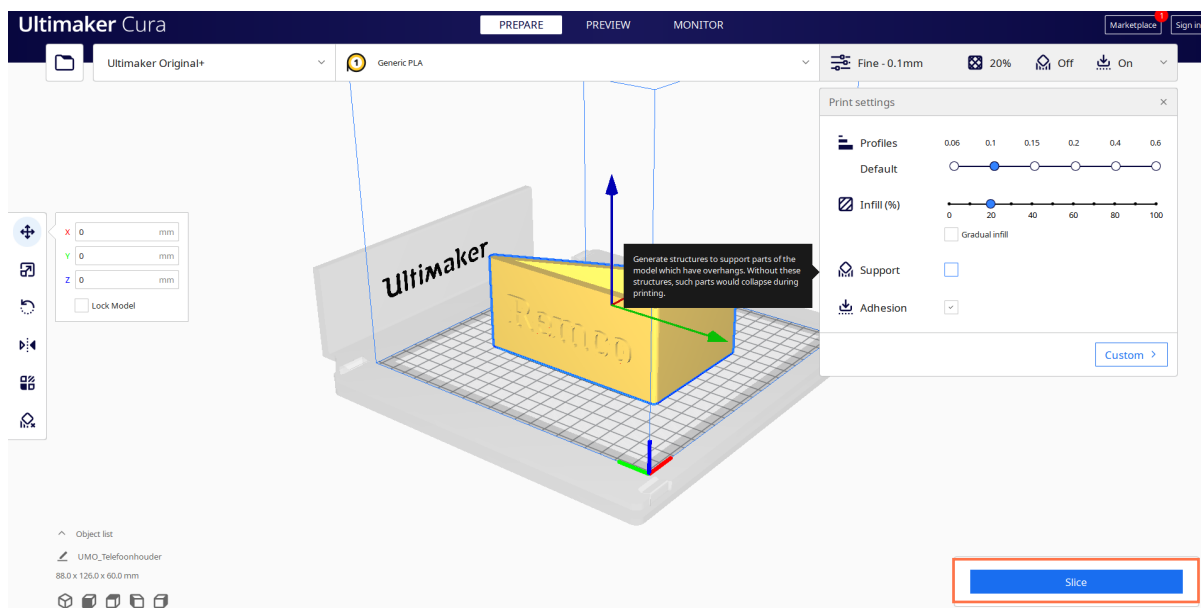 Ultimaker Cura
PREPARE
PREVIEW
MONITOR
Marketplace
1
Sign in
Ultimaker Original+
1
Generic PLA
Fine - 0.1mm
20%
Off
On
Print settings
Profiles
0.06 0.1 0.15 0.2 0.4 0.6
Default
Infill (%)
0 20 40 60 80 100
Gradual infill
Support
Adhesion
Custom
X 0 mm
Y 0 mm
Z 0 mm
Lock Model
Ultimaker
Remco
Generate structures to support parts of the
model which have overhangs. Without these
structures, such parts would collapse during
printing.
Object list
UMO_Telefoonhouder
88.0 x 126.0 x 60.0 mm
Slice